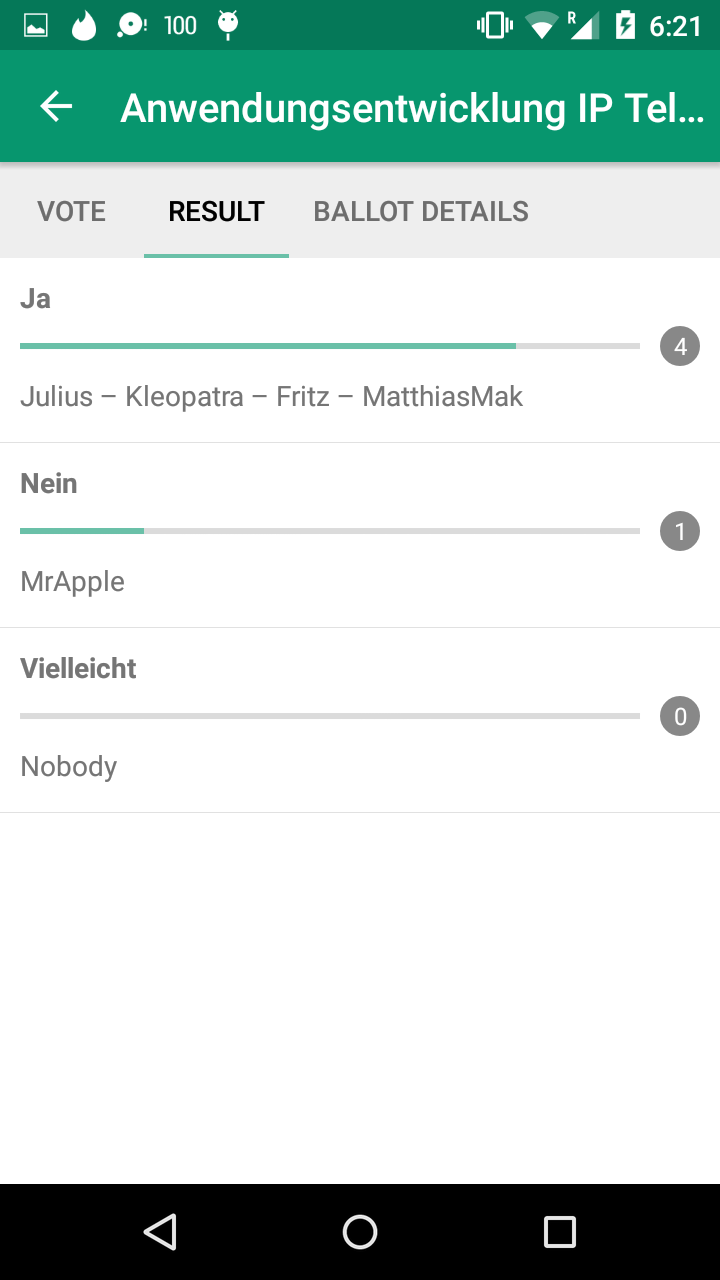 100
R
6:21
Anwendungsentwicklung IP Tel…
VOTE RESULT BALLOT DETAILS
Ja
4
Julius – Kleopatra – Fritz – MatthiasMak
Nein
1
MrApple
Vielleicht
0
Nobody